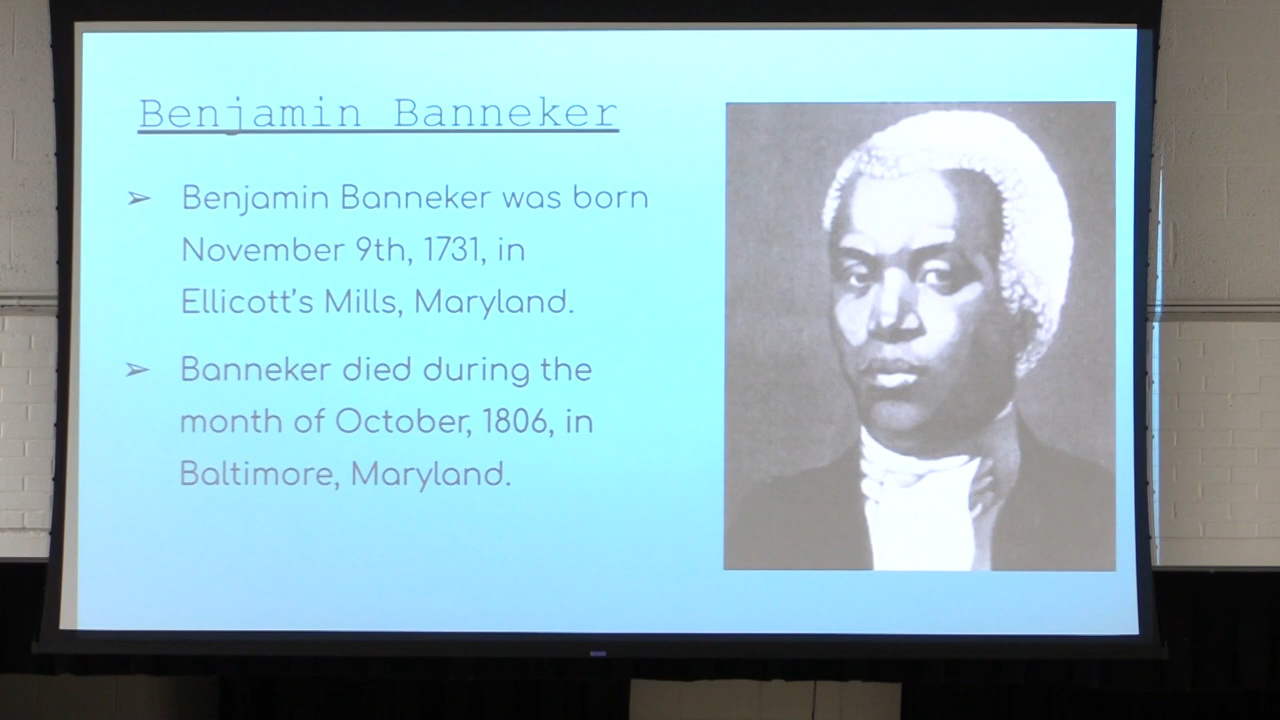 Benjamin Banneker
➢ Benjamin Banneker was born
November 9th, 1731, in
Ellicott's Mills, Maryland.
➢ Banneker died during the
month of October, 1806, in
Baltimore, Maryland.